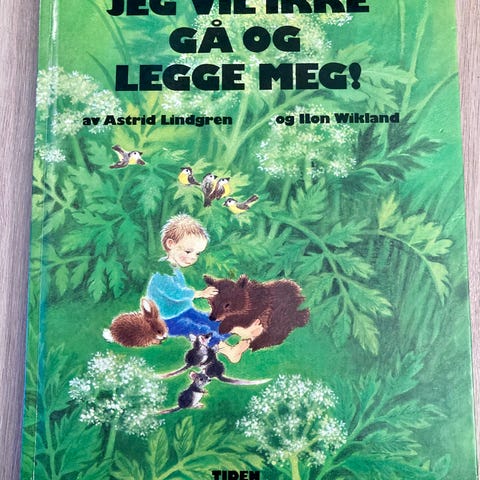 JEG VIL IKKE
GÅ OG
LEGGE MEG!
av Astrid Lindgren og Ilon Wikland
TIDEN